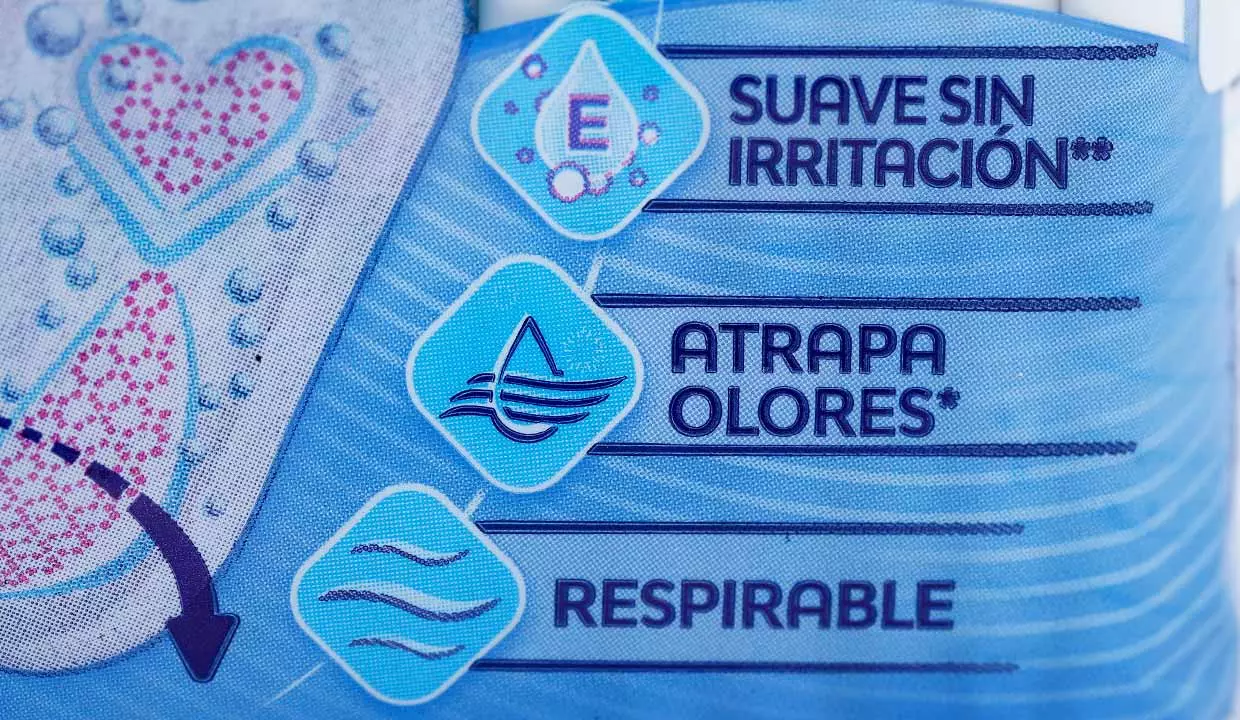 E
SUAVE SIN
IRRITACIÓN**
ATRAPA
OLORES*
RESPIRABLE